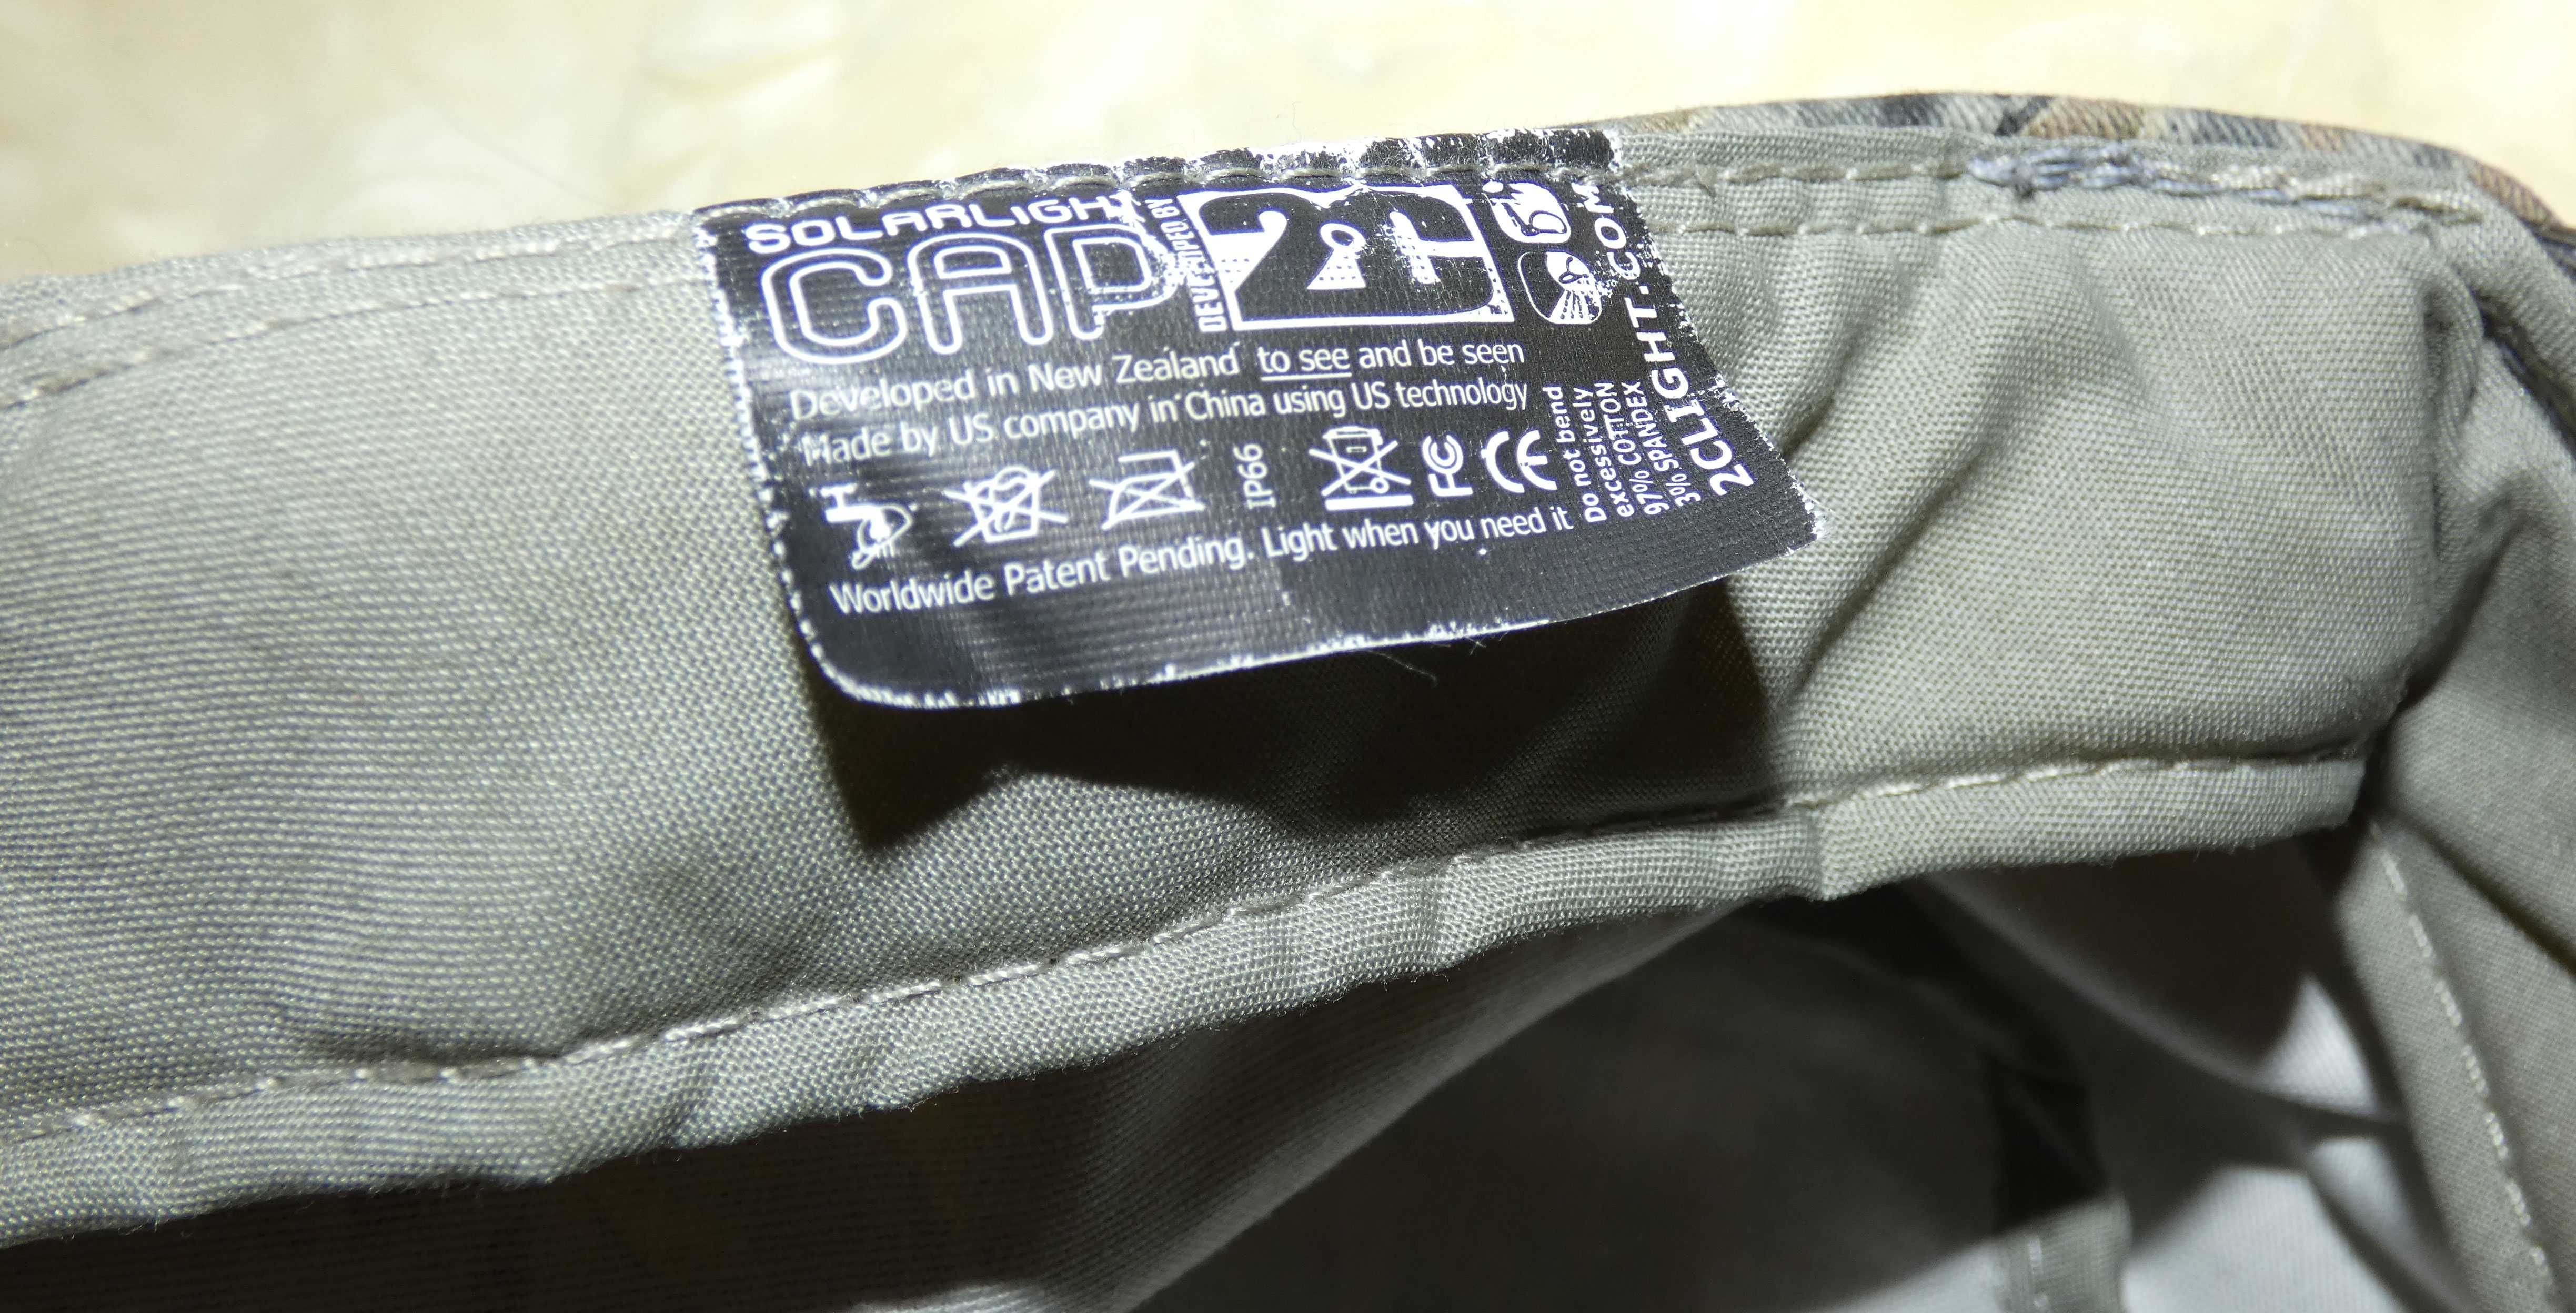 SOLARLIGHT
CAP
DEVELOPED BY
2C
Developed in New Zealand to see and be seen
Made by US company in China using US technology
IP66
FC CE
Worldwide Patent Pending. Light when you need it
Do not bend
excessively
97% COTTON
3% SPANDEX
2CLIGHT.COM